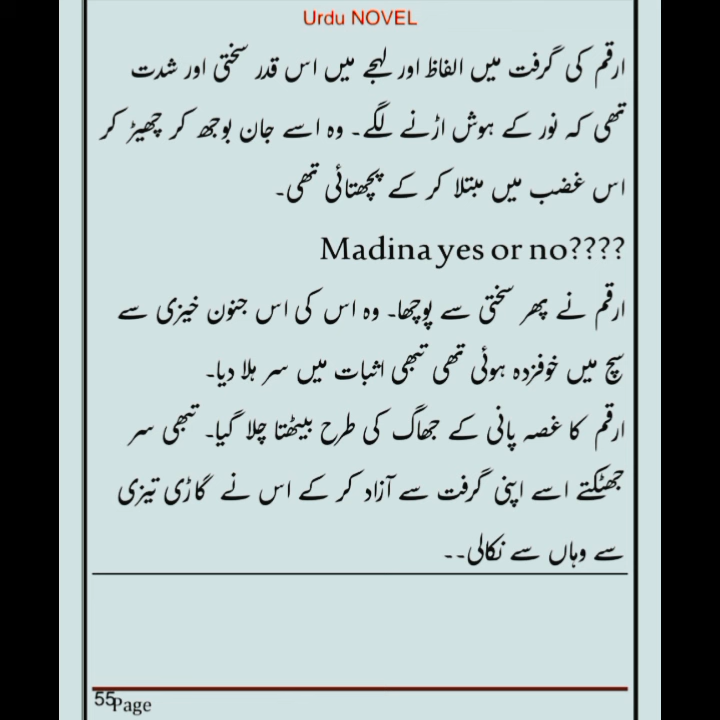 Urdu NOVEL
ارقم کی گرفت میں الفاظ اور لہجے میں اس قدر سختی اور شدت
تھی کہ نور کے ہوش اڑنے لگے۔ وہ اسے جان بوجھ کر چھیڑ کر
اس غضب میں مبتلا کر کے پچھتائی تھی۔
Madina yes or no????
ارقم نے پھر سختی سے پوچھا۔ وہ اس کی اس جنون خیزی سے
سچ میں خوفزدہ ہوئی تھی تبھی اثبات میں سر ہلا دیا۔
ارقم کا غصہ پانی کے جھاگ کی طرح بیٹھتا چلا گیا۔ تبھی سر
جھٹکتے اسے اپنی گرفت سے آزاد کر کے اس نے گاڑی تیزی
سے وہاں سے نکالی۔۔
55Page